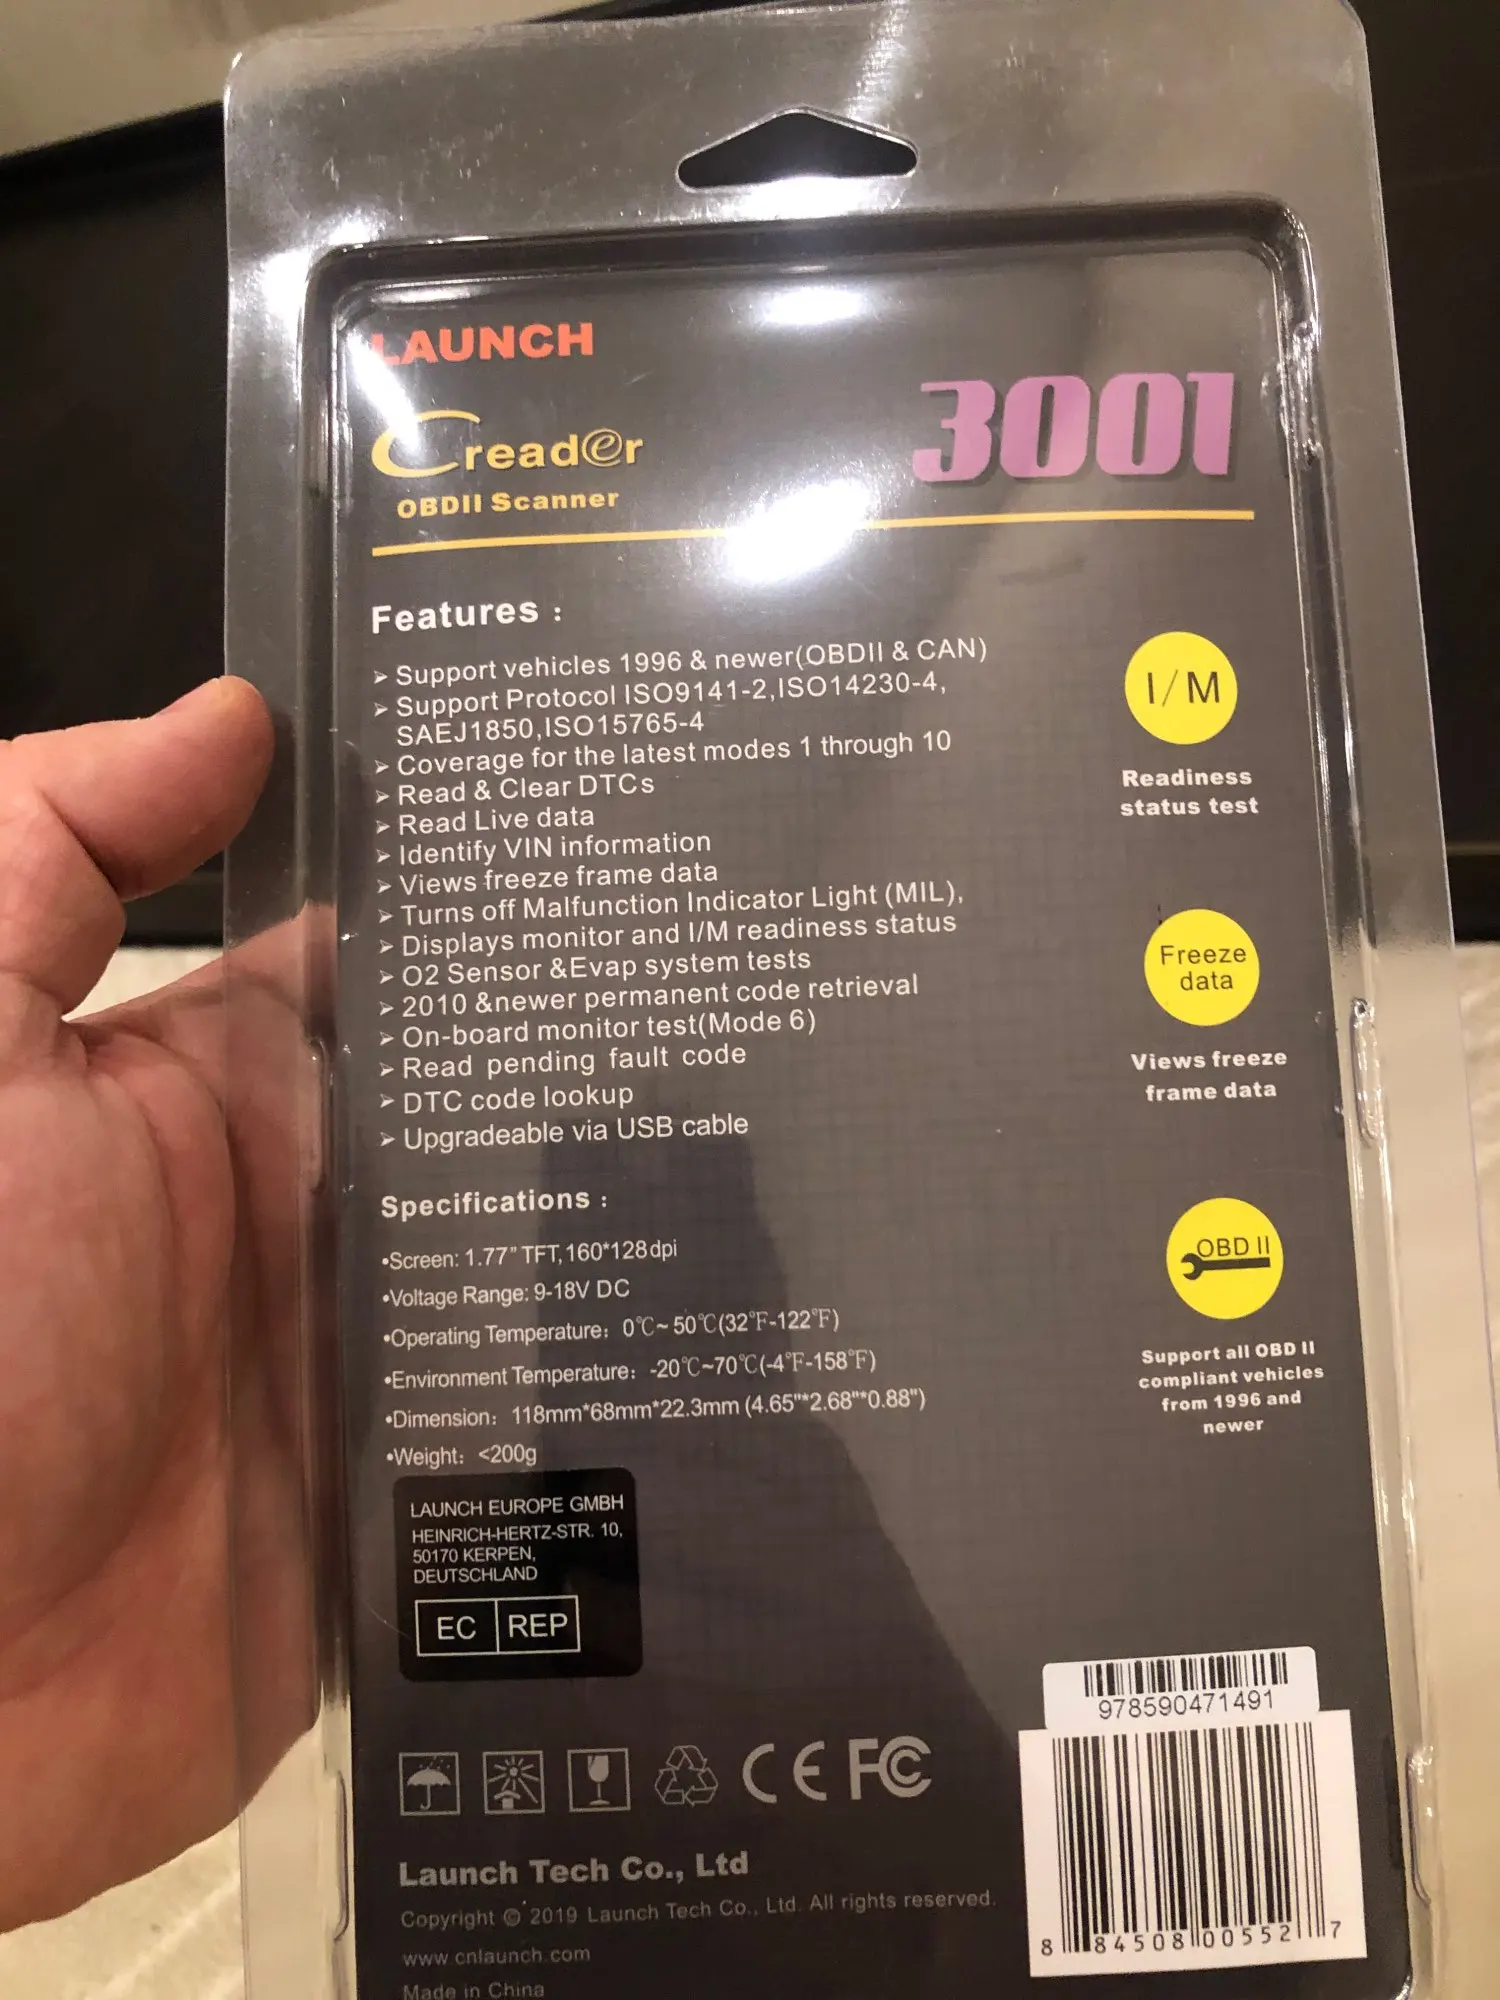 LAUNCH
Creader
3001
OBDII Scanner
Features :
➢ Support vehicles 1996 & newer(OBDII & CAN)
➢ Support Protocol ISO9141-2,ISO14230-4,
SAEJ1850,ISO15765-4
➢ Coverage for the latest modes 1 through 10
➢ Read & Clear DTCs
➢ Read Live data
➢ Identify VIN information
➢ Views freeze frame data
➢ Turns off Malfunction Indicator Light (MIL),
➢ Displays monitor and I/M readiness status
➢ O2 Sensor &Evap system tests
➢ 2010 &newer permanent code retrieval
➢ On-board monitor test(Mode 6)
➢ Read pending fault code
➢ DTC code lookup
➢ Upgradeable via USB cable
I/M
Readiness
status test
Freeze
data
Views freeze
frame data
OBD II
Support all OBD II
compliant vehicles
from 1996 and
newer
Specifications :
•Screen: 1.77" TFT, 160*128dpi
•Voltage Range: 9-18V DC
•Operating Temperature: 0℃~ 50℃(32℉-122℉)
•Environment Temperature: -20℃~70℃(-4℉-158℉)
•Dimension: 118mm*68mm*22.3mm (4.65"*2.68"*0.88")
•Weight: <200g
LAUNCH EUROPE GMBH
HEINRICH-HERTZ-STR. 10,
50170 KERPEN,
DEUTSCHLAND
EC REP
978590471491
CE FC
8 84508 00552 7
Launch Tech Co., Ltd
Copyright © 2019 Launch Tech Co., Ltd. All rights reserved.
www.cnlaunch.com
Made in China